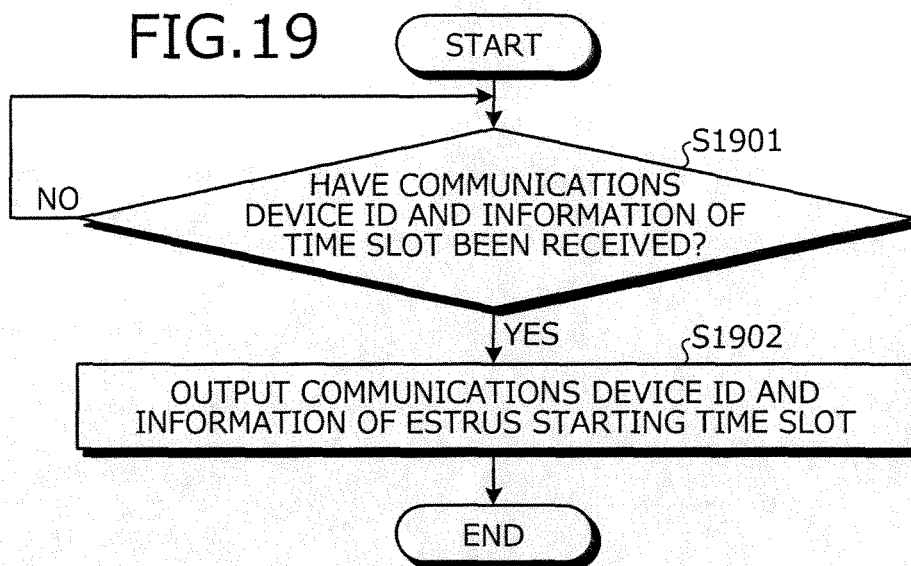 FIG.19
START
S1901
HAVE COMMUNICATIONS
DEVICE ID AND INFORMATION OF
TIME SLOT BEEN RECEIVED?
NO
YES
S1902
OUTPUT COMMUNICATIONS DEVICE ID AND
INFORMATION OF ESTRUS STARTING TIME SLOT
END